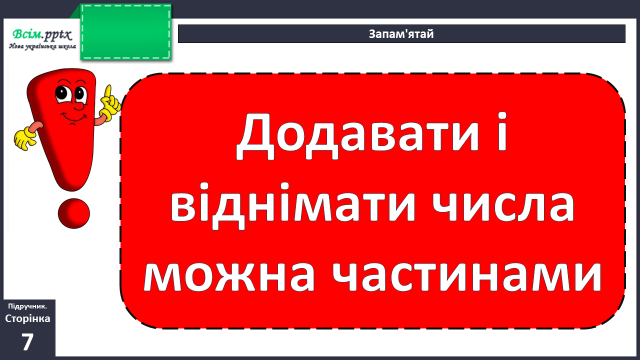 Всім.pptx
Нова українська школа
Запам'ятай
Додавати і
віднімати числа
можна частинами
Підручник.
Сторінка
7